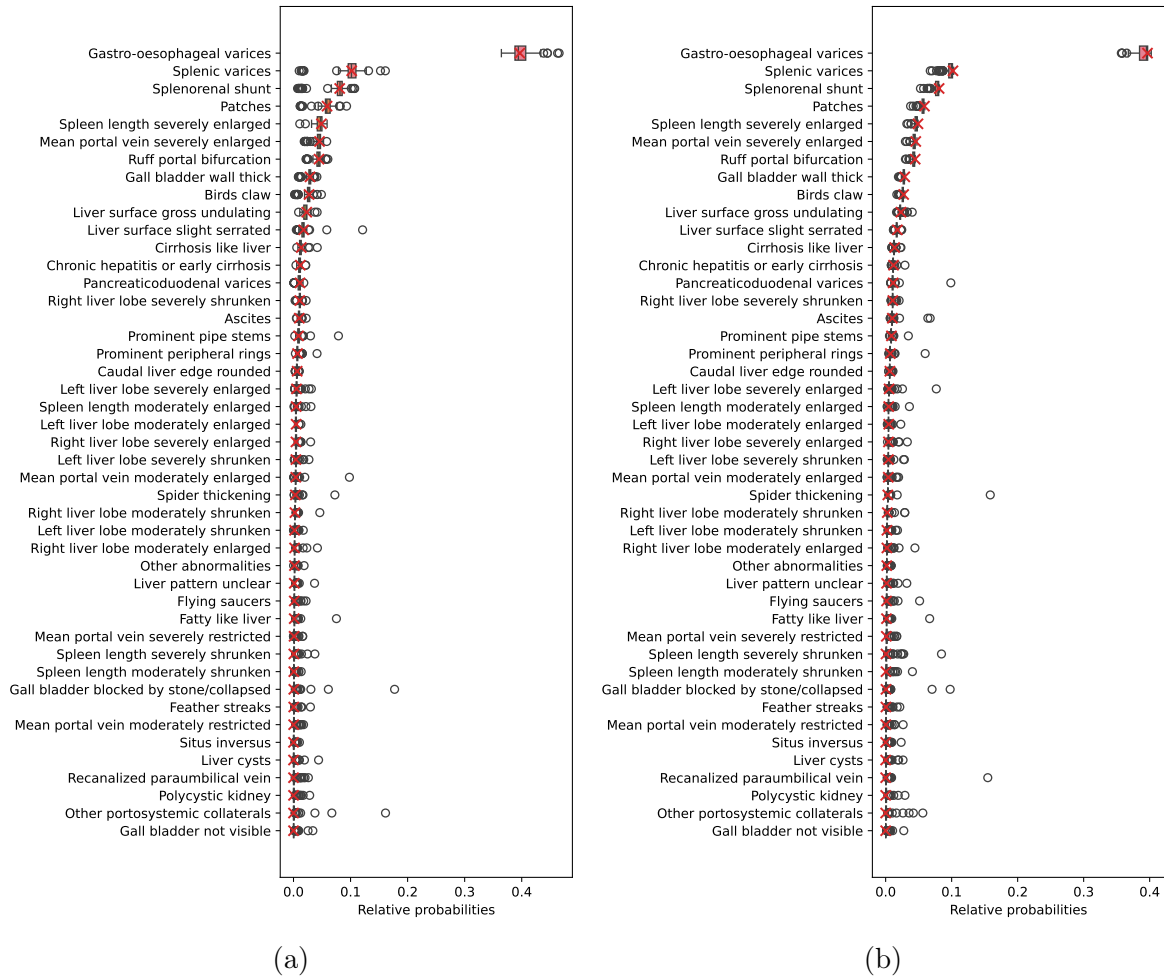 Gastro-oesophageal varices
Splenic varices
Splenorenal shunt
Patches
Spleen length severely enlarged
Mean portal vein severely enlarged
Ruff portal bifurcation
Gall bladder wall thick
Birds claw
Liver surface gross undulating
Liver surface slight serrated
Cirrhosis like liver
Chronic hepatitis or early cirrhosis
Pancreaticoduodenal varices
Right liver lobe severely shrunken
Ascites
Prominent pipe stems
Prominent peripheral rings
Caudal liver edge rounded
Left liver lobe severely enlarged
Spleen length moderately enlarged
Left liver lobe moderately enlarged
Right liver lobe severely enlarged
Left liver lobe severely shrunken
Mean portal vein moderately enlarged
Spider thickening
Right liver lobe moderately shrunken
Left liver lobe moderately shrunken
Right liver lobe moderately enlarged
Other abnormalities
Liver pattern unclear
Flying saucers
Fatty like liver
Mean portal vein severely restricted
Spleen length severely shrunken
Spleen length moderately shrunken
Gall bladder blocked by stone/collapsed
Feather streaks
Mean portal vein moderately restricted
Situs inversus
Liver cysts
Recanalized paraumbilical vein
Polycystic kidney
Other portosystemic collaterals
Gall bladder not visible
0.0 0.1 0.2 0.3 0.4
Relative probabilities
(a)
Gastro-oesophageal varices
Splenic varices
Splenorenal shunt
Patches
Spleen length severely enlarged
Mean portal vein severely enlarged
Ruff portal bifurcation
Gall bladder wall thick
Birds claw
Liver surface gross undulating
Liver surface slight serrated
Cirrhosis like liver
Chronic hepatitis or early cirrhosis
Pancreaticoduodenal varices
Right liver lobe severely shrunken
Ascites
Prominent pipe stems
Prominent peripheral rings
Caudal liver edge rounded
Left liver lobe severely enlarged
Spleen length moderately enlarged
Left liver lobe moderately enlarged
Right liver lobe severely enlarged
Left liver lobe severely shrunken
Mean portal vein moderately enlarged
Spider thickening
Right liver lobe moderately shrunken
Left liver lobe moderately shrunken
Right liver lobe moderately enlarged
Other abnormalities
Liver pattern unclear
Flying saucers
Fatty like liver
Mean portal vein severely restricted
Spleen length severely shrunken
Spleen length moderately shrunken
Gall bladder blocked by stone/collapsed
Feather streaks
Mean portal vein moderately restricted
Situs inversus
Liver cysts
Recanalized paraumbilical vein
Polycystic kidney
Other portosystemic collaterals
Gall bladder not visible
0.0 0.1 0.2 0.3 0.4
Relative probabilities
(b)